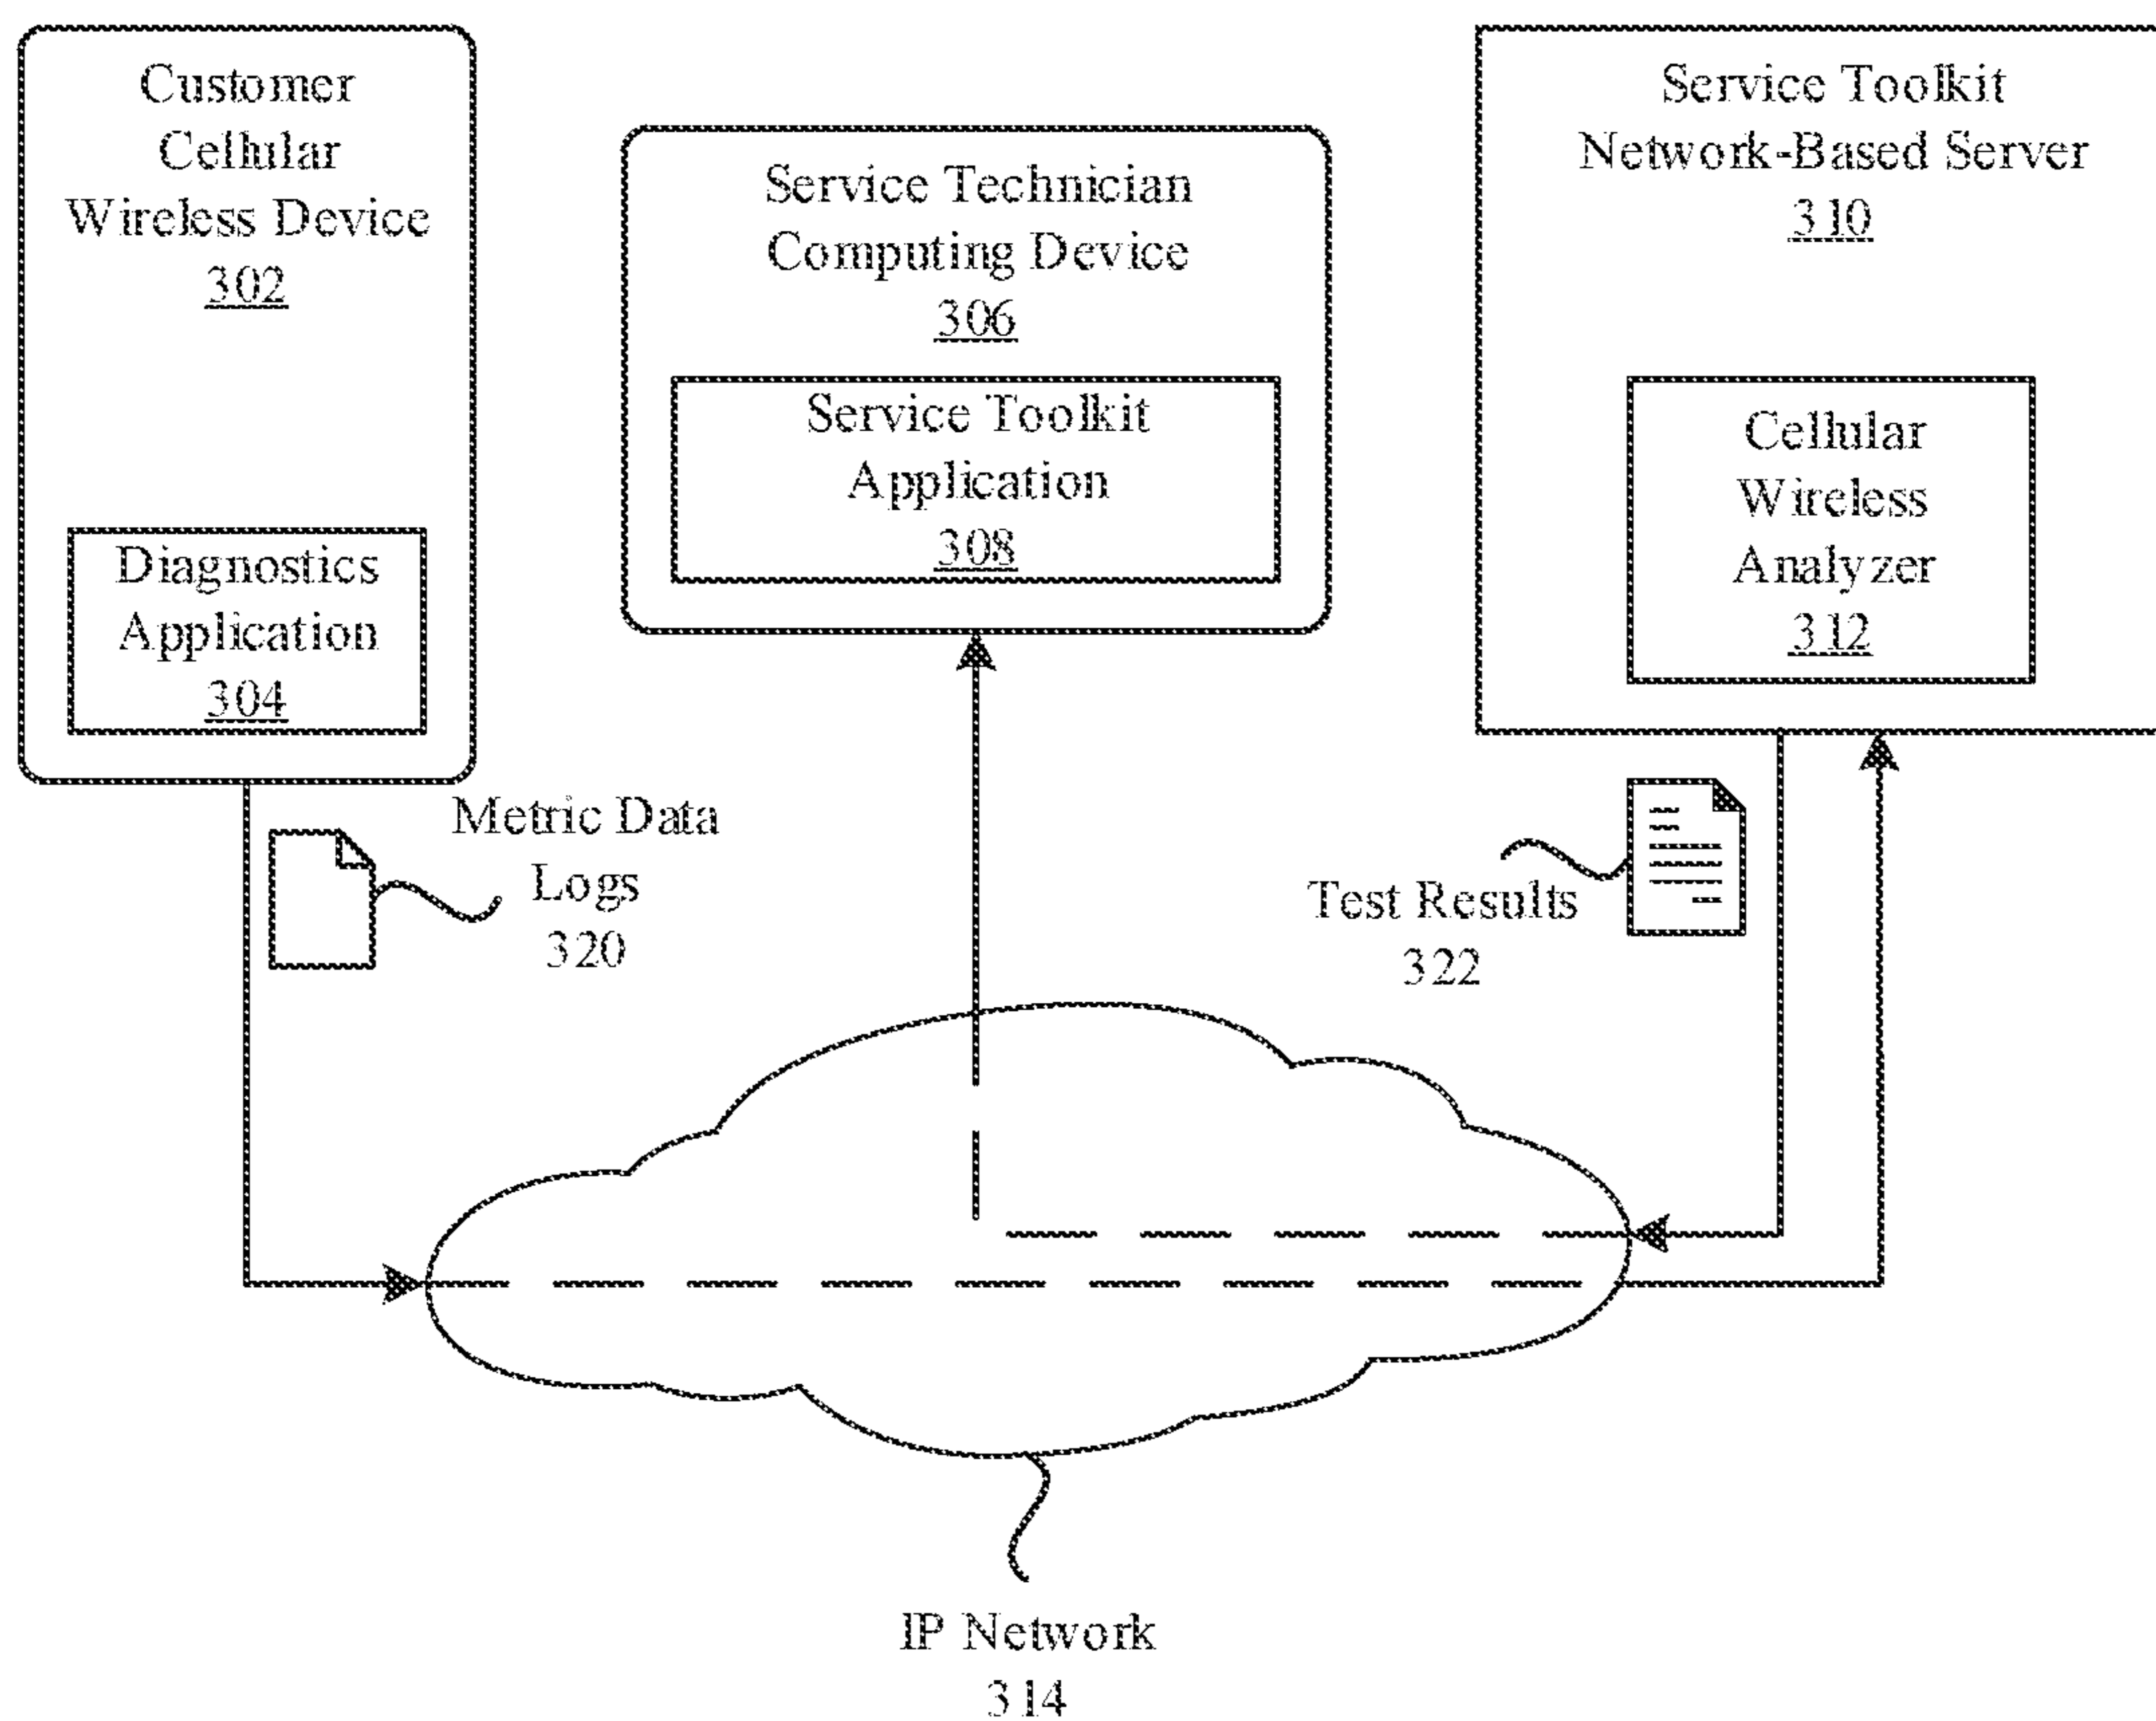 Customer
Cellular
Wireless Device
302
Diagnostics
Application
304
Service Technician
Computing Device
306
Service Toolkit
Application
308
Service Toolkit
Network-Based Server
310
Cellular
Wireless
Analyzer
312
Metric Data
Logs
320
Test Results
322
IP Network
314